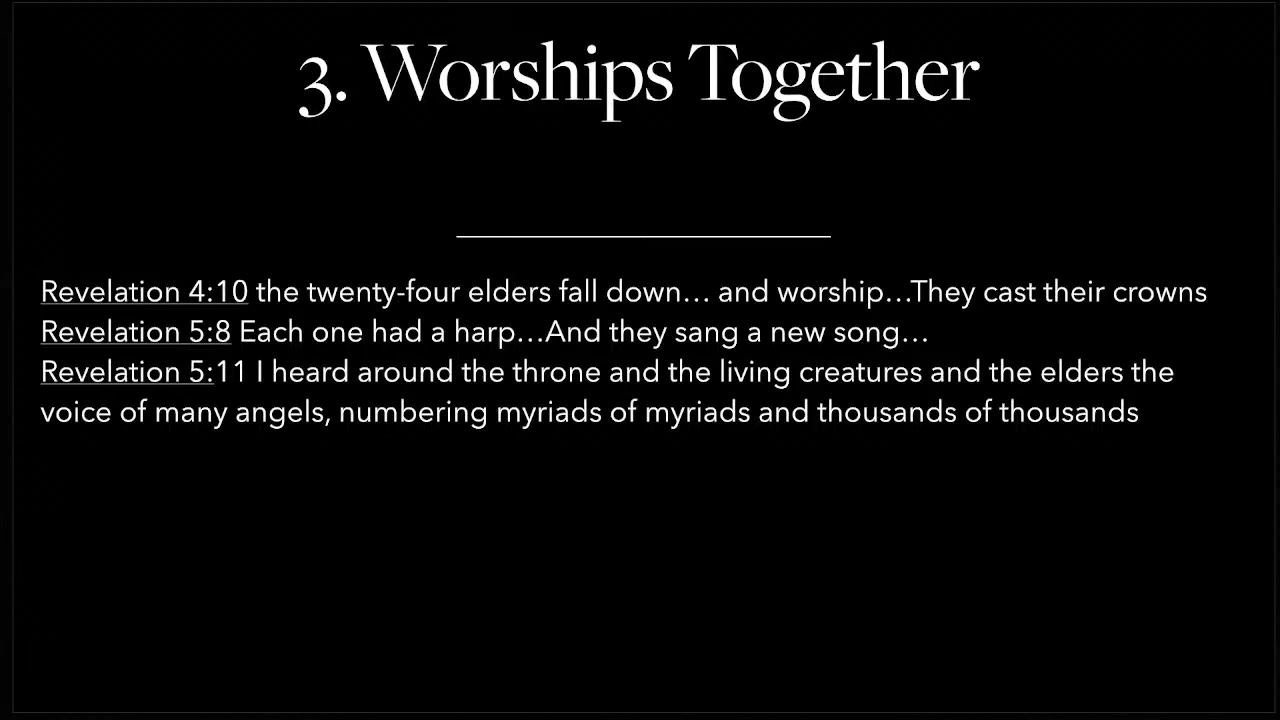 3. Worships Together
Revelation 4:10 the twenty-four elders fall down… and worship…They cast their crowns
Revelation 5:8 Each one had a harp…And they sang a new song…
Revelation 5:11 I heard around the throne and the living creatures and the elders the
voice of many angels, numbering myriads of myriads and thousands of thousands